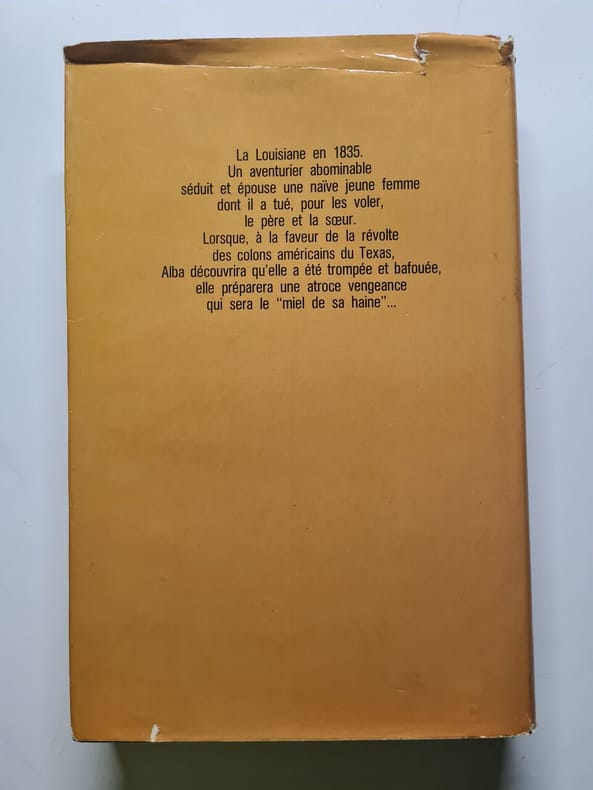 La Louisiane en 1835.
Un aventurier abominable
séduit et épouse une naïve jeune femme
dont il a tué, pour les voler,
le père et la sœur.
Lorsque, à la faveur de la révolte
des colons américains du Texas,
Alba découvrira qu'elle a été trompée et bafouée,
elle préparera une atroce vengeance
qui sera le "miel de sa haine"...